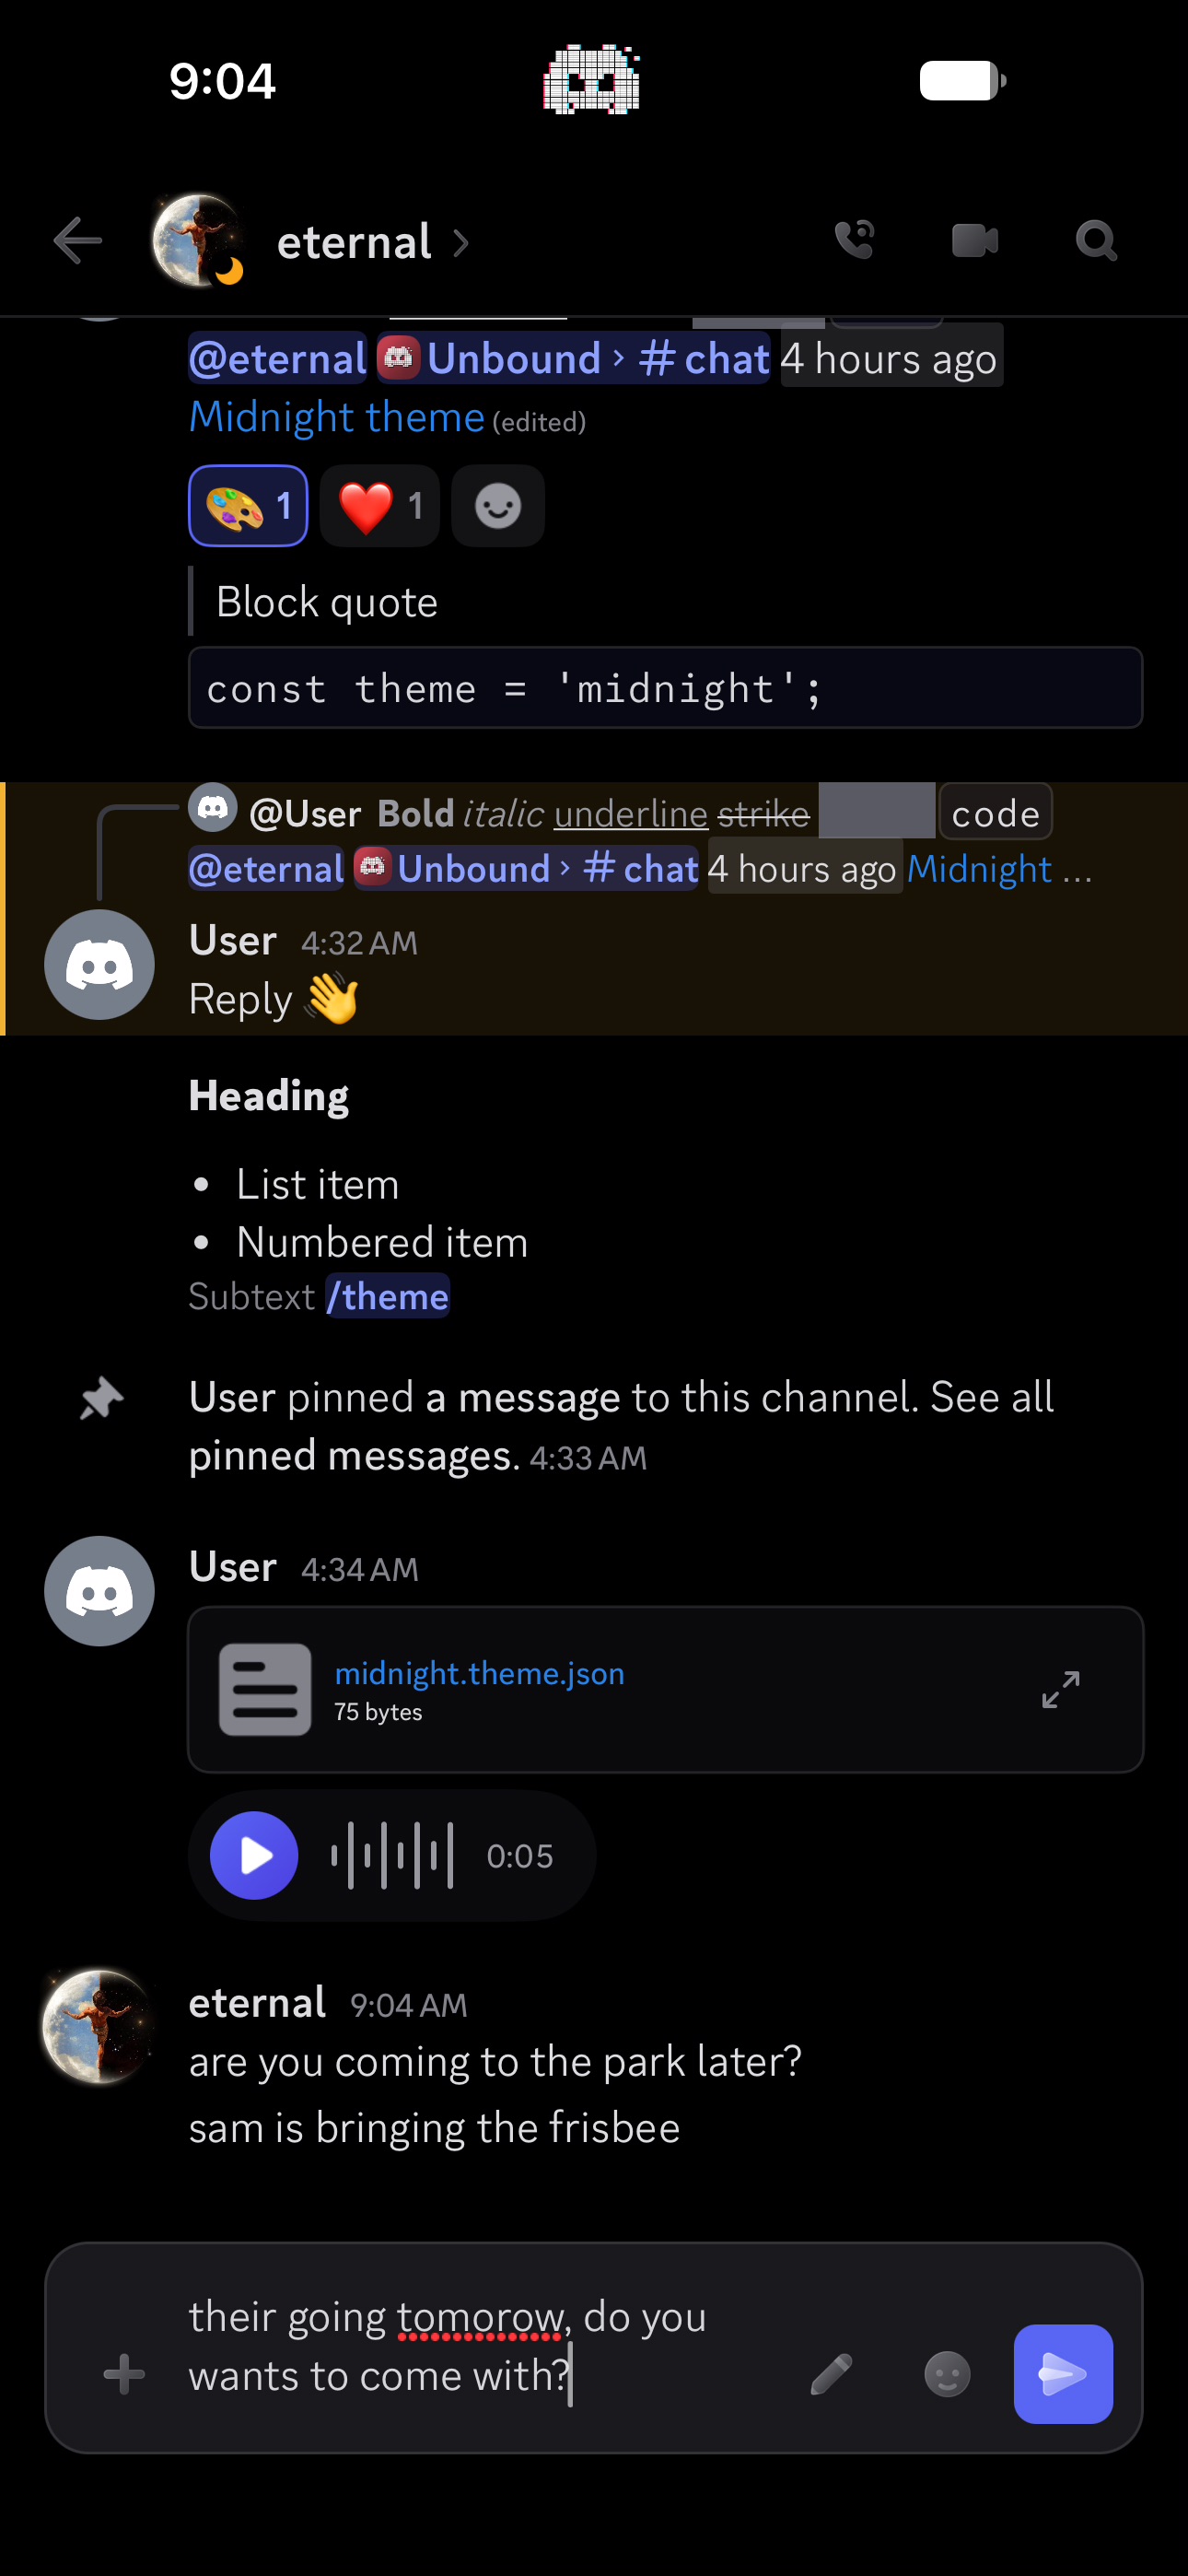 9:04
eternal
@eternal Unbound › # chat 4 hours ago
Midnight theme (edited)
1 1
Block quote
const theme = 'midnight';
@User Bold italic underline strike code
@eternal Unbound › # chat 4 hours ago Midnight ...
User 4:32 AM
Reply 👋
Heading
• List item
• Numbered item
Subtext /theme
User pinned a message to this channel. See all
pinned messages. 4:33 AM
User 4:34 AM
midnight.theme.json
75 bytes
0:05
eternal 9:04 AM
are you coming to the park later?
sam is bringing the frisbee
their going tomorow, do you
wants to come with?